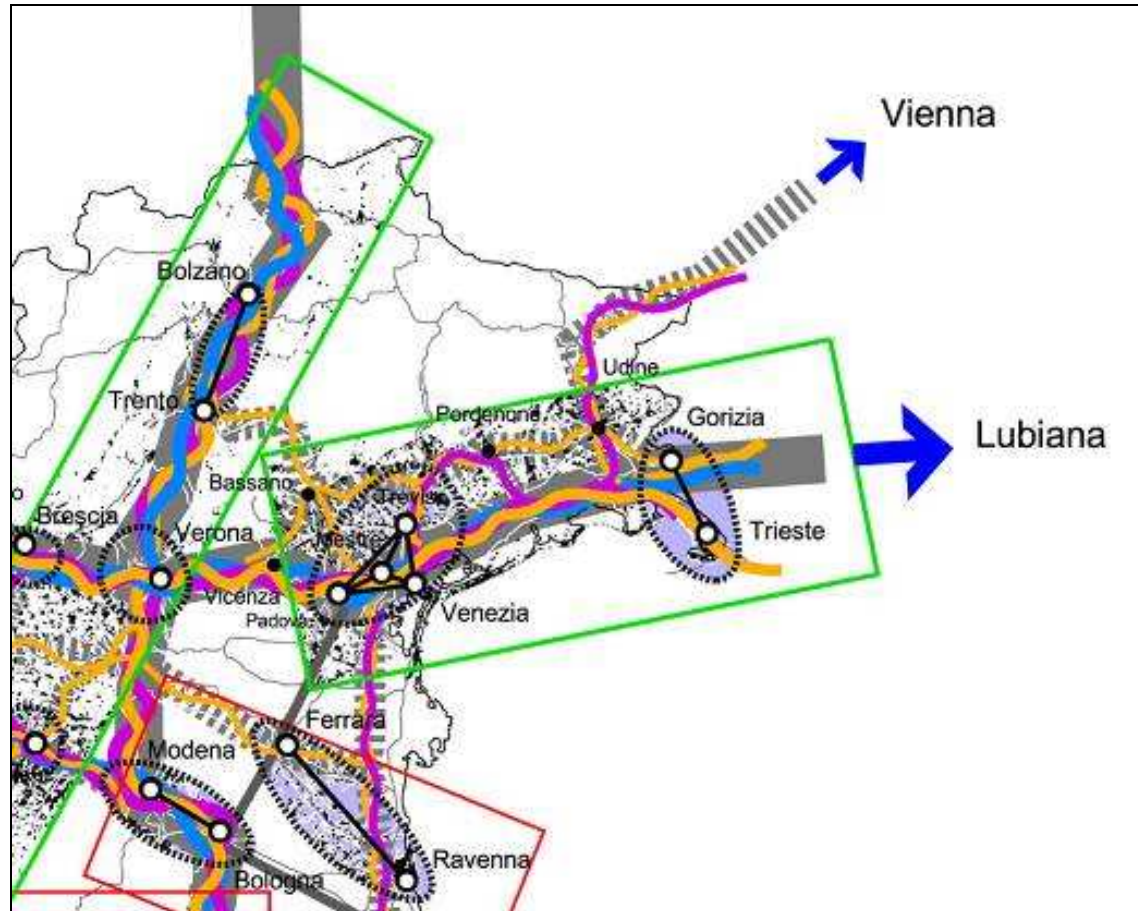 Vienna
Bolzano
Udine
Trento
Pordenone
Gorizia
Lubiana
Bassano
Treviso
Brescia
Verona
Mestre
Trieste
Vicenza
Venezia
Padova
Ferrara
Modena
Ravenna
Bologna